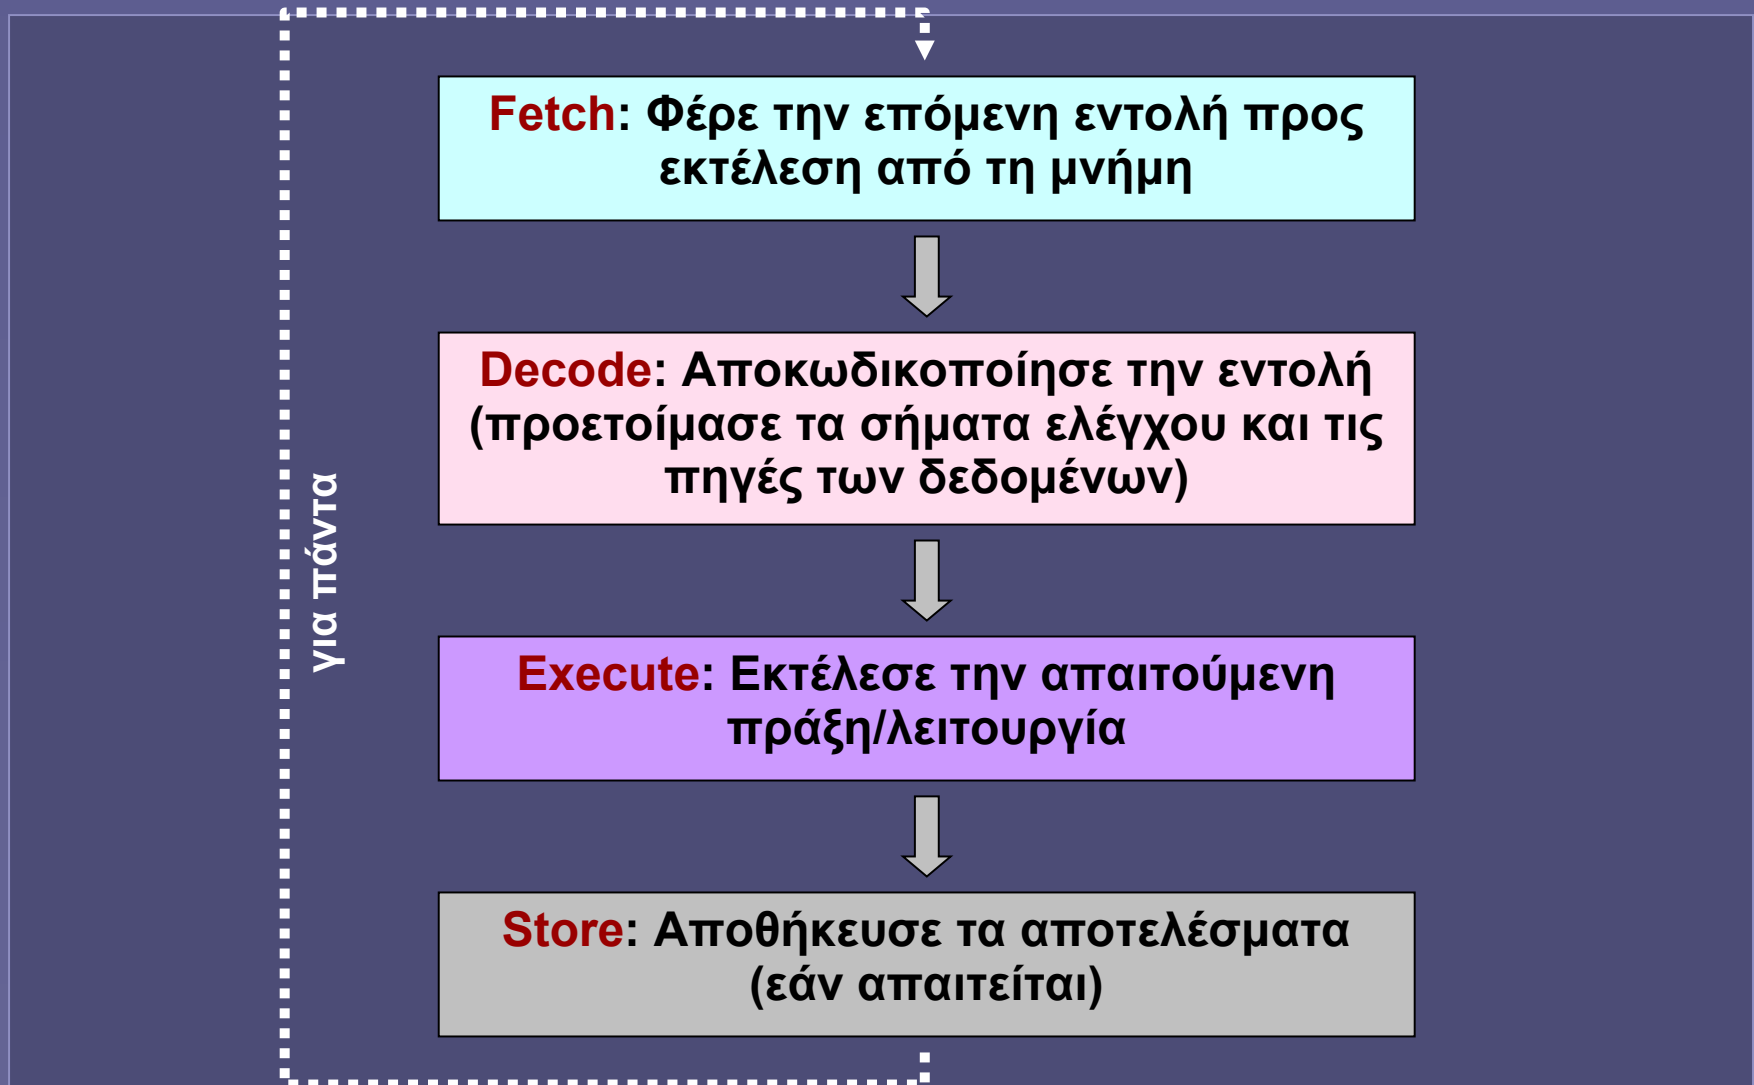 Fetch: Φέρε την επόμενη εντολή προς
εκτέλεση από τη μνήμη
Decode: Αποκωδικοποίησε την εντολή
(προετοίμασε τα σήματα ελέγχου και τις
πηγές των δεδομένων)
για πάντα
Execute: Εκτέλεσε την απαιτούμενη
πράξη/λειτουργία
Store: Αποθήκευσε τα αποτελέσματα
(εάν απαιτείται)